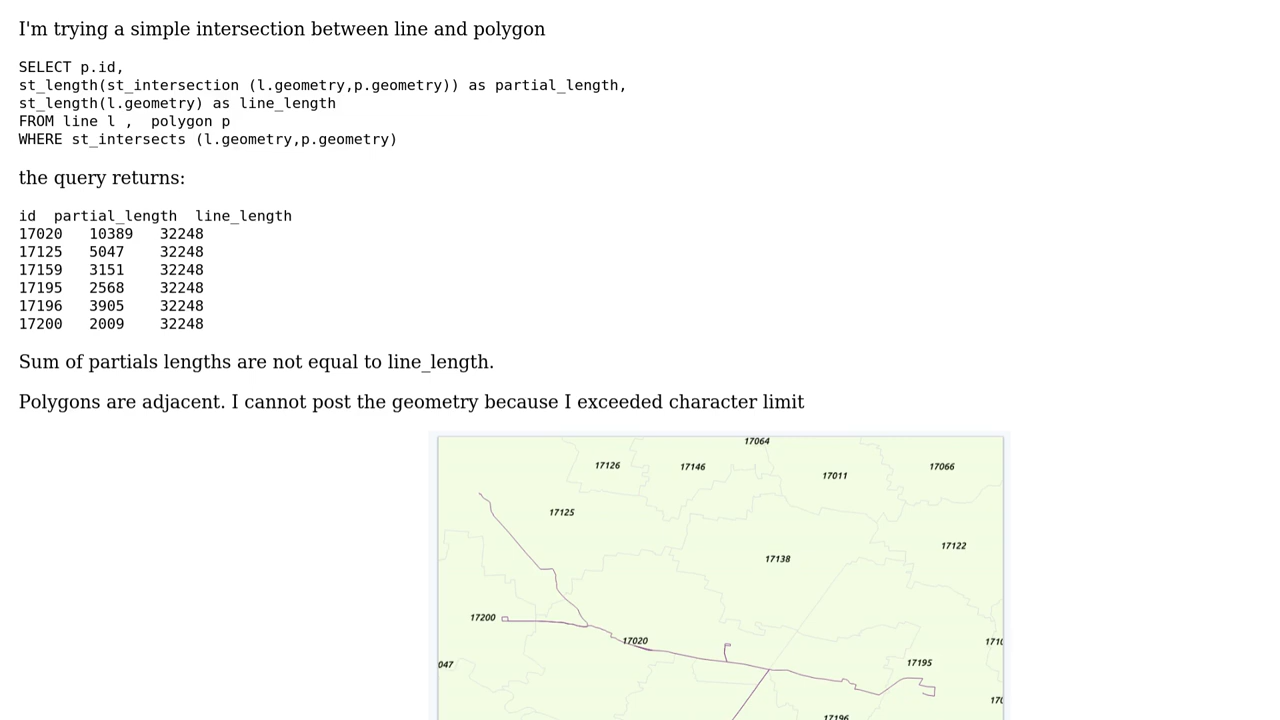 I'm trying a simple intersection between line and polygon
SELECT p.id,
st_length(st_intersection (l.geometry,p.geometry)) as partial_length,
st_length(l.geometry) as line_length
FROM line l ,  polygon p
WHERE st_intersects (l.geometry,p.geometry)
the query returns:
id  partial_length  line_length
17020   10389   32248
17125   5047    32248
17159   3151    32248
17195   2568    32248
17196   3905    32248
17200   2009    32248
Sum of partials lengths are not equal to line_length.
Polygons are adjacent. I cannot post the geometry because I exceeded character limit
17064
17126
17146
17011
17066
17125
17122
17138
17200
17020
1710
047
17195
170
17196